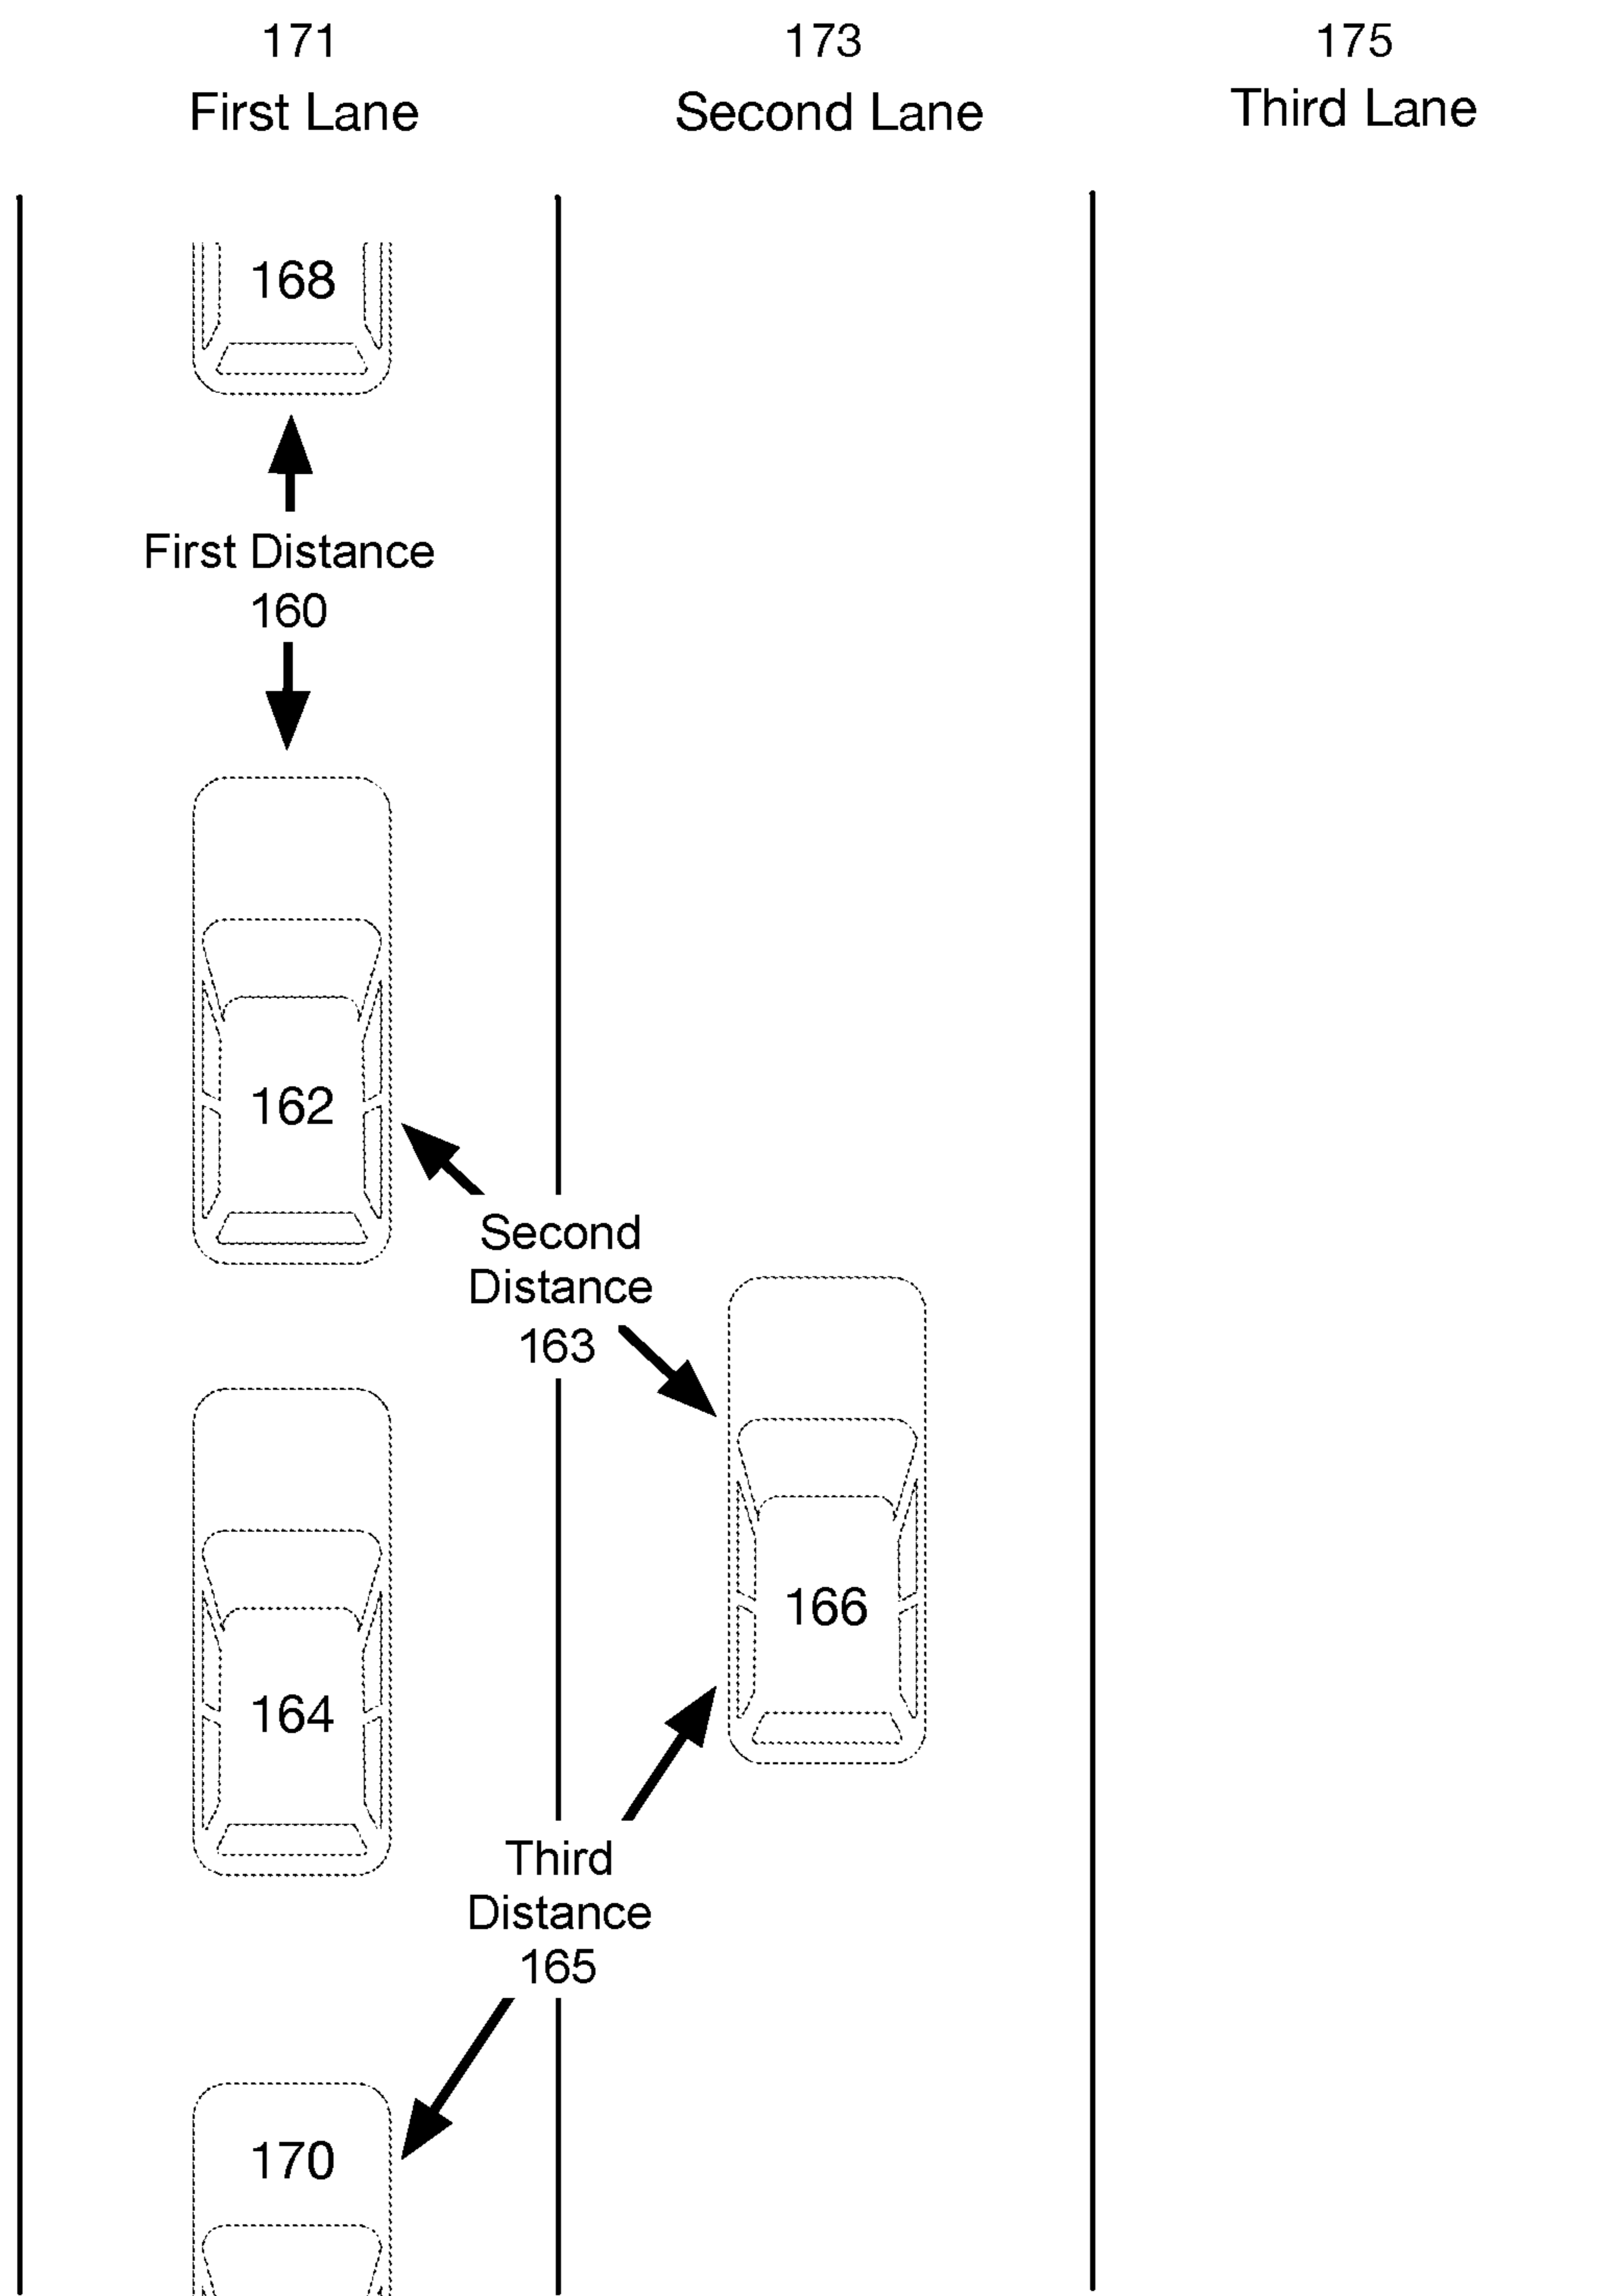 171
First Lane
173
Second Lane
175
Third Lane
168
First Distance
160
162
Second
Distance
163
166
164
Third
Distance
165
170